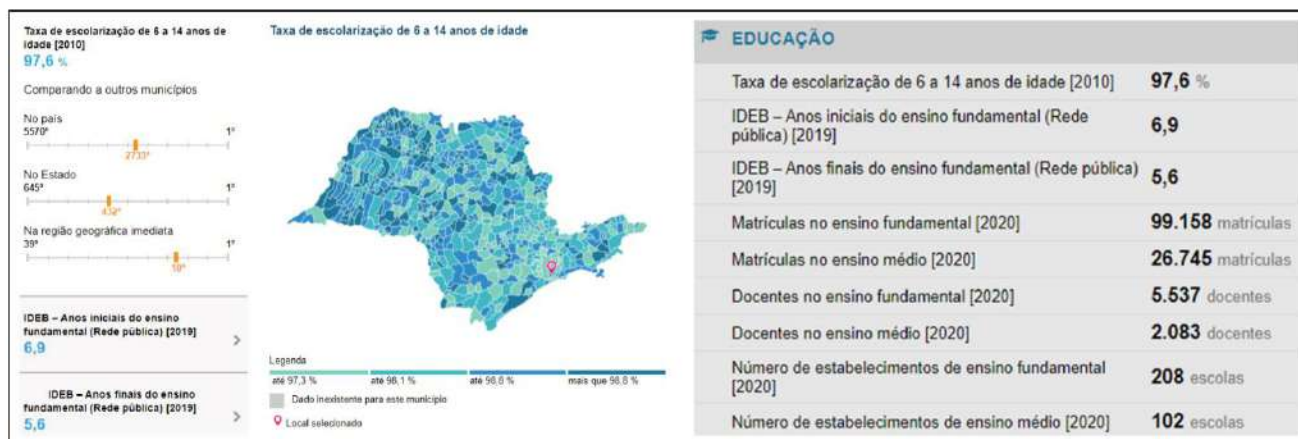 Taxa de escolarização de 6 a 14 anos de
idade [2010]
97,6 %
Comparando a outros municípios
No país
5570º 1º
2733º
No Estado
645º 1º
432º
Na região geográfica imediata
39º 1º
10º
IDEB – Anos iniciais do ensino
fundamental (Rede pública) [2019]
6,9
IDEB – Anos finais do ensino
fundamental (Rede pública) [2019]
5,6
Taxa de escolarização de 6 a 14 anos de idade
Legenda
até 97,3 % até 98,1 % até 98,8 % mais que 98,8 %
Dado inexistente para este município
Local selecionado
EDUCAÇÃO
Taxa de escolarização de 6 a 14 anos de idade [2010] 97,6 %
IDEB – Anos iniciais do ensino fundamental (Rede
pública) [2019] 6,9
IDEB – Anos finais do ensino fundamental (Rede pública)
[2019] 5,6
Matrículas no ensino fundamental [2020] 99.158 matrículas
Matrículas no ensino médio [2020] 26.745 matrículas
Docentes no ensino fundamental [2020] 5.537 docentes
Docentes no ensino médio [2020] 2.083 docentes
Número de estabelecimentos de ensino fundamental
[2020] 208 escolas
Número de estabelecimentos de ensino médio [2020] 102 escolas